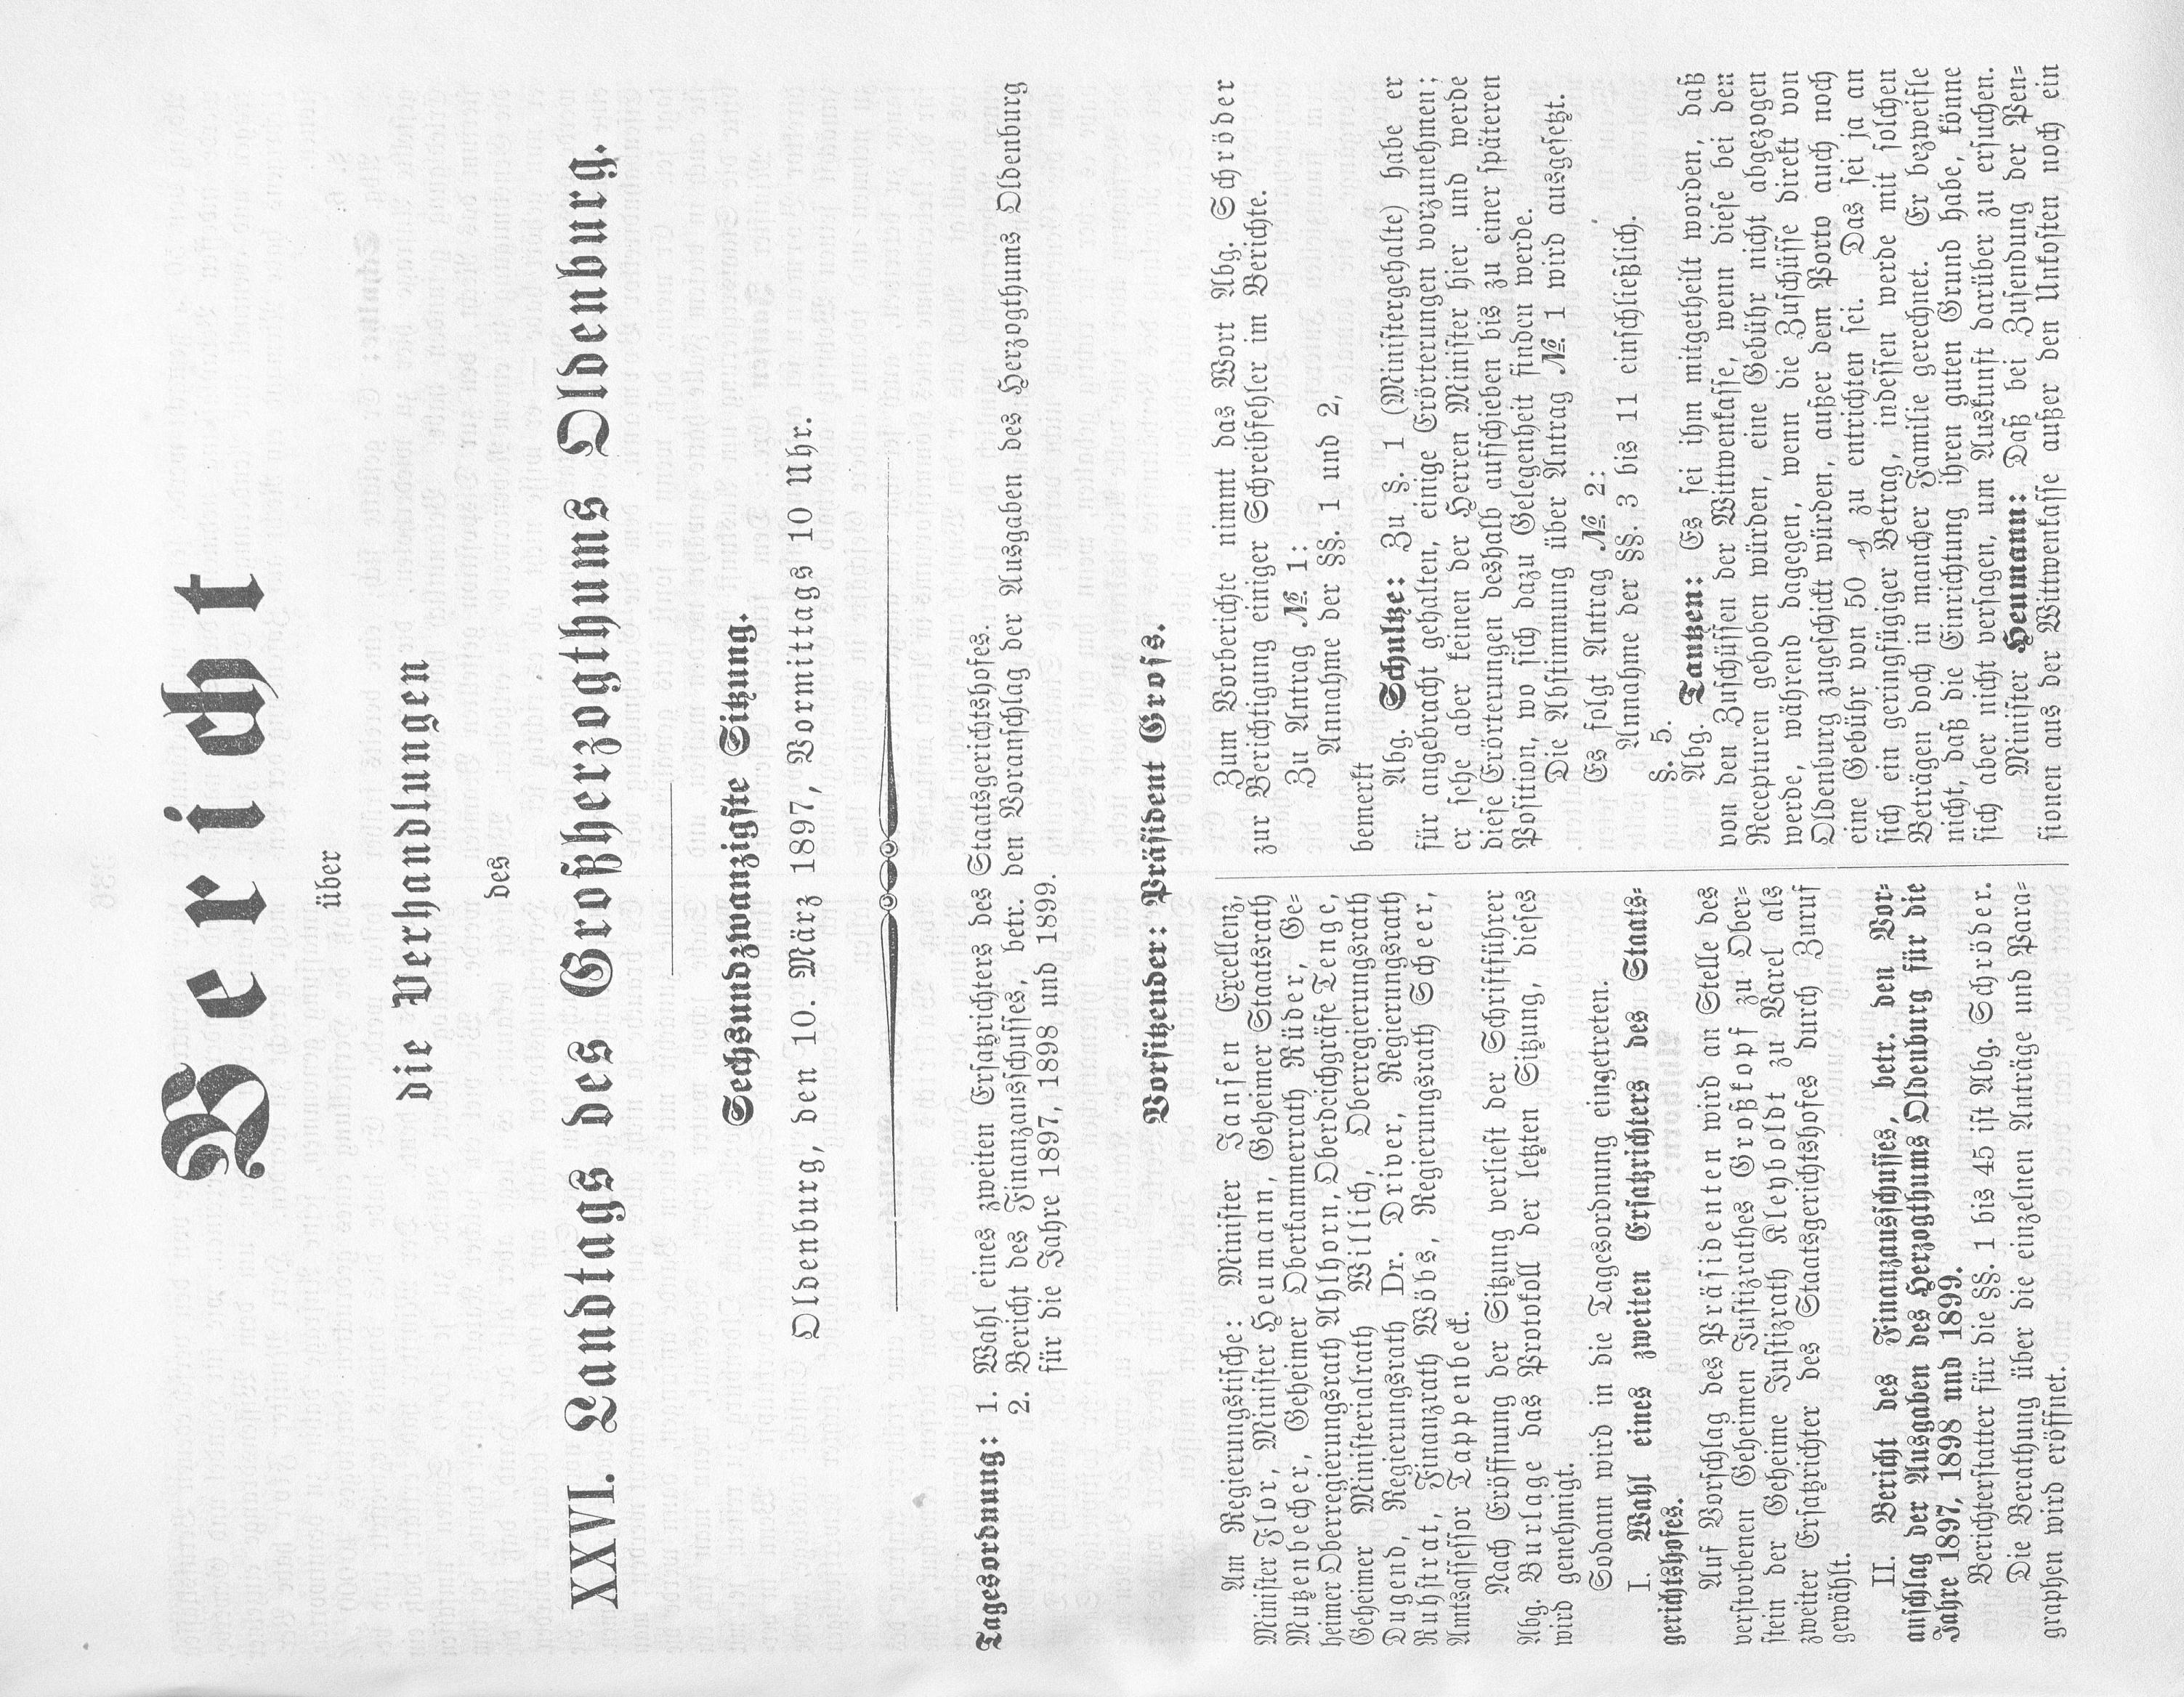 Bericht
über
die Verhandlungen
des
XXVI. Landtags des Großherzogthums Oldenburg.
Sechsundzwanzigste Sitzung.
Oldenburg, den 10. März 1897, Vormittags 10 Uhr.
Tagesordnung: 1. Wahl eines zweiten Ersatzrichters des Staatsgerichtshofes.
2. Bericht des Finanzausschusses, betr. den Voranschlag der Ausgaben des Herzogthums Oldenburg
für die Jahre 1897, 1898 und 1899.
Vorsitzender: Präsident Groß.
Am Regierungstische: Minister Jansen Excellenz,
Minister Flor, Minister Heumann, Geheimer Staatsrath
Mutzenbecher, Geheimer Oberkammerrath Rüder, Ge-
heimer Oberregierungsrath Ahlhorn, Oberdeichgräfe Tenge,
Geheimer Ministerialrath Willich, Oberregierungsrath
Dugend, Regierungsrath Dr. Driver, Regierungsrath
Ruhstrat, Finanzrath Wöbs, Regierungsrath Scheer,
Amtsassessor Tappenbeck.
Nach Eröffnung der Sitzung verliest der Schriftführer
Abg. Burlage das Protokoll der letzten Sitzung, dieses
wird genehmigt.
Sodann wird in die Tagesordnung eingetreten.
I. Wahl eines zweiten Ersatzrichters des Staats-
gerichtshofes.
Auf Vorschlag des Präsidenten wird an Stelle des
verstorbenen Geheimen Justizrathes Großkopf zu Ober-
stein der Geheime Justizrath Kleyboldt zu Varel als
zweiter Ersatzrichter des Staatsgerichtshofes durch Zuruf
gewählt.
II. Bericht des Finanzausschusses, betr. den Vor-
anschlag der Ausgaben des Herzogthums Oldenburg für die
Jahre 1897, 1898 und 1899.
Berichterstatter für die §§. 1 bis 45 ist Abg. Schröder.
Die Berathung über die einzelnen Anträge und Para-
graphen wird eröffnet.
Zum Vorberichte nimmt das Wort Abg. Schröder
zur Berichtigung einiger Schreibfehler im Berichte.
Zu Antrag № 1:
Annahme der §§. 1 und 2,
bemerkt
Abg. Schultze: Zu §. 1 (Ministergehalte) habe er
für angebracht gehalten, einige Erörterungen vorzunehmen;
er sehe aber keinen der Herren Minister hier und werde
diese Erörterungen deshalb aufschieben bis zu einer späteren
Position, wo sich dazu Gelegenheit finden werde.
Die Abstimmung über Antrag № 1 wird ausgesetzt.
Es folgt Antrag № 2:
Annahme der §§. 3 bis 11 einschließlich.
§. 5.
Abg. Tantzen: Es sei ihm mitgetheilt worden, daß
von den Zuschüssen der Wittwenkasse, wenn diese bei den
Recepturen gehoben würden, eine Gebühr nicht abgezogen
werde, während dagegen, wenn die Zuschüsse direkt von
Oldenburg zugeschickt würden, außer dem Porto auch noch
eine Gebühr von 50 ₰ zu entrichten sei. Das sei ja an
sich ein geringfügiger Betrag, indessen werde mit solchen
Beträgen doch in mancher Familie gerechnet. Er bezweifle
nicht, daß die Einrichtung ihren guten Grund habe, könne
sich aber nicht versagen, um Auskunft darüber zu ersuchen.
Minister Heumann: Daß bei Zusendung der Pen-
sionen aus der Wittwenkasse außer den Unkosten noch ein